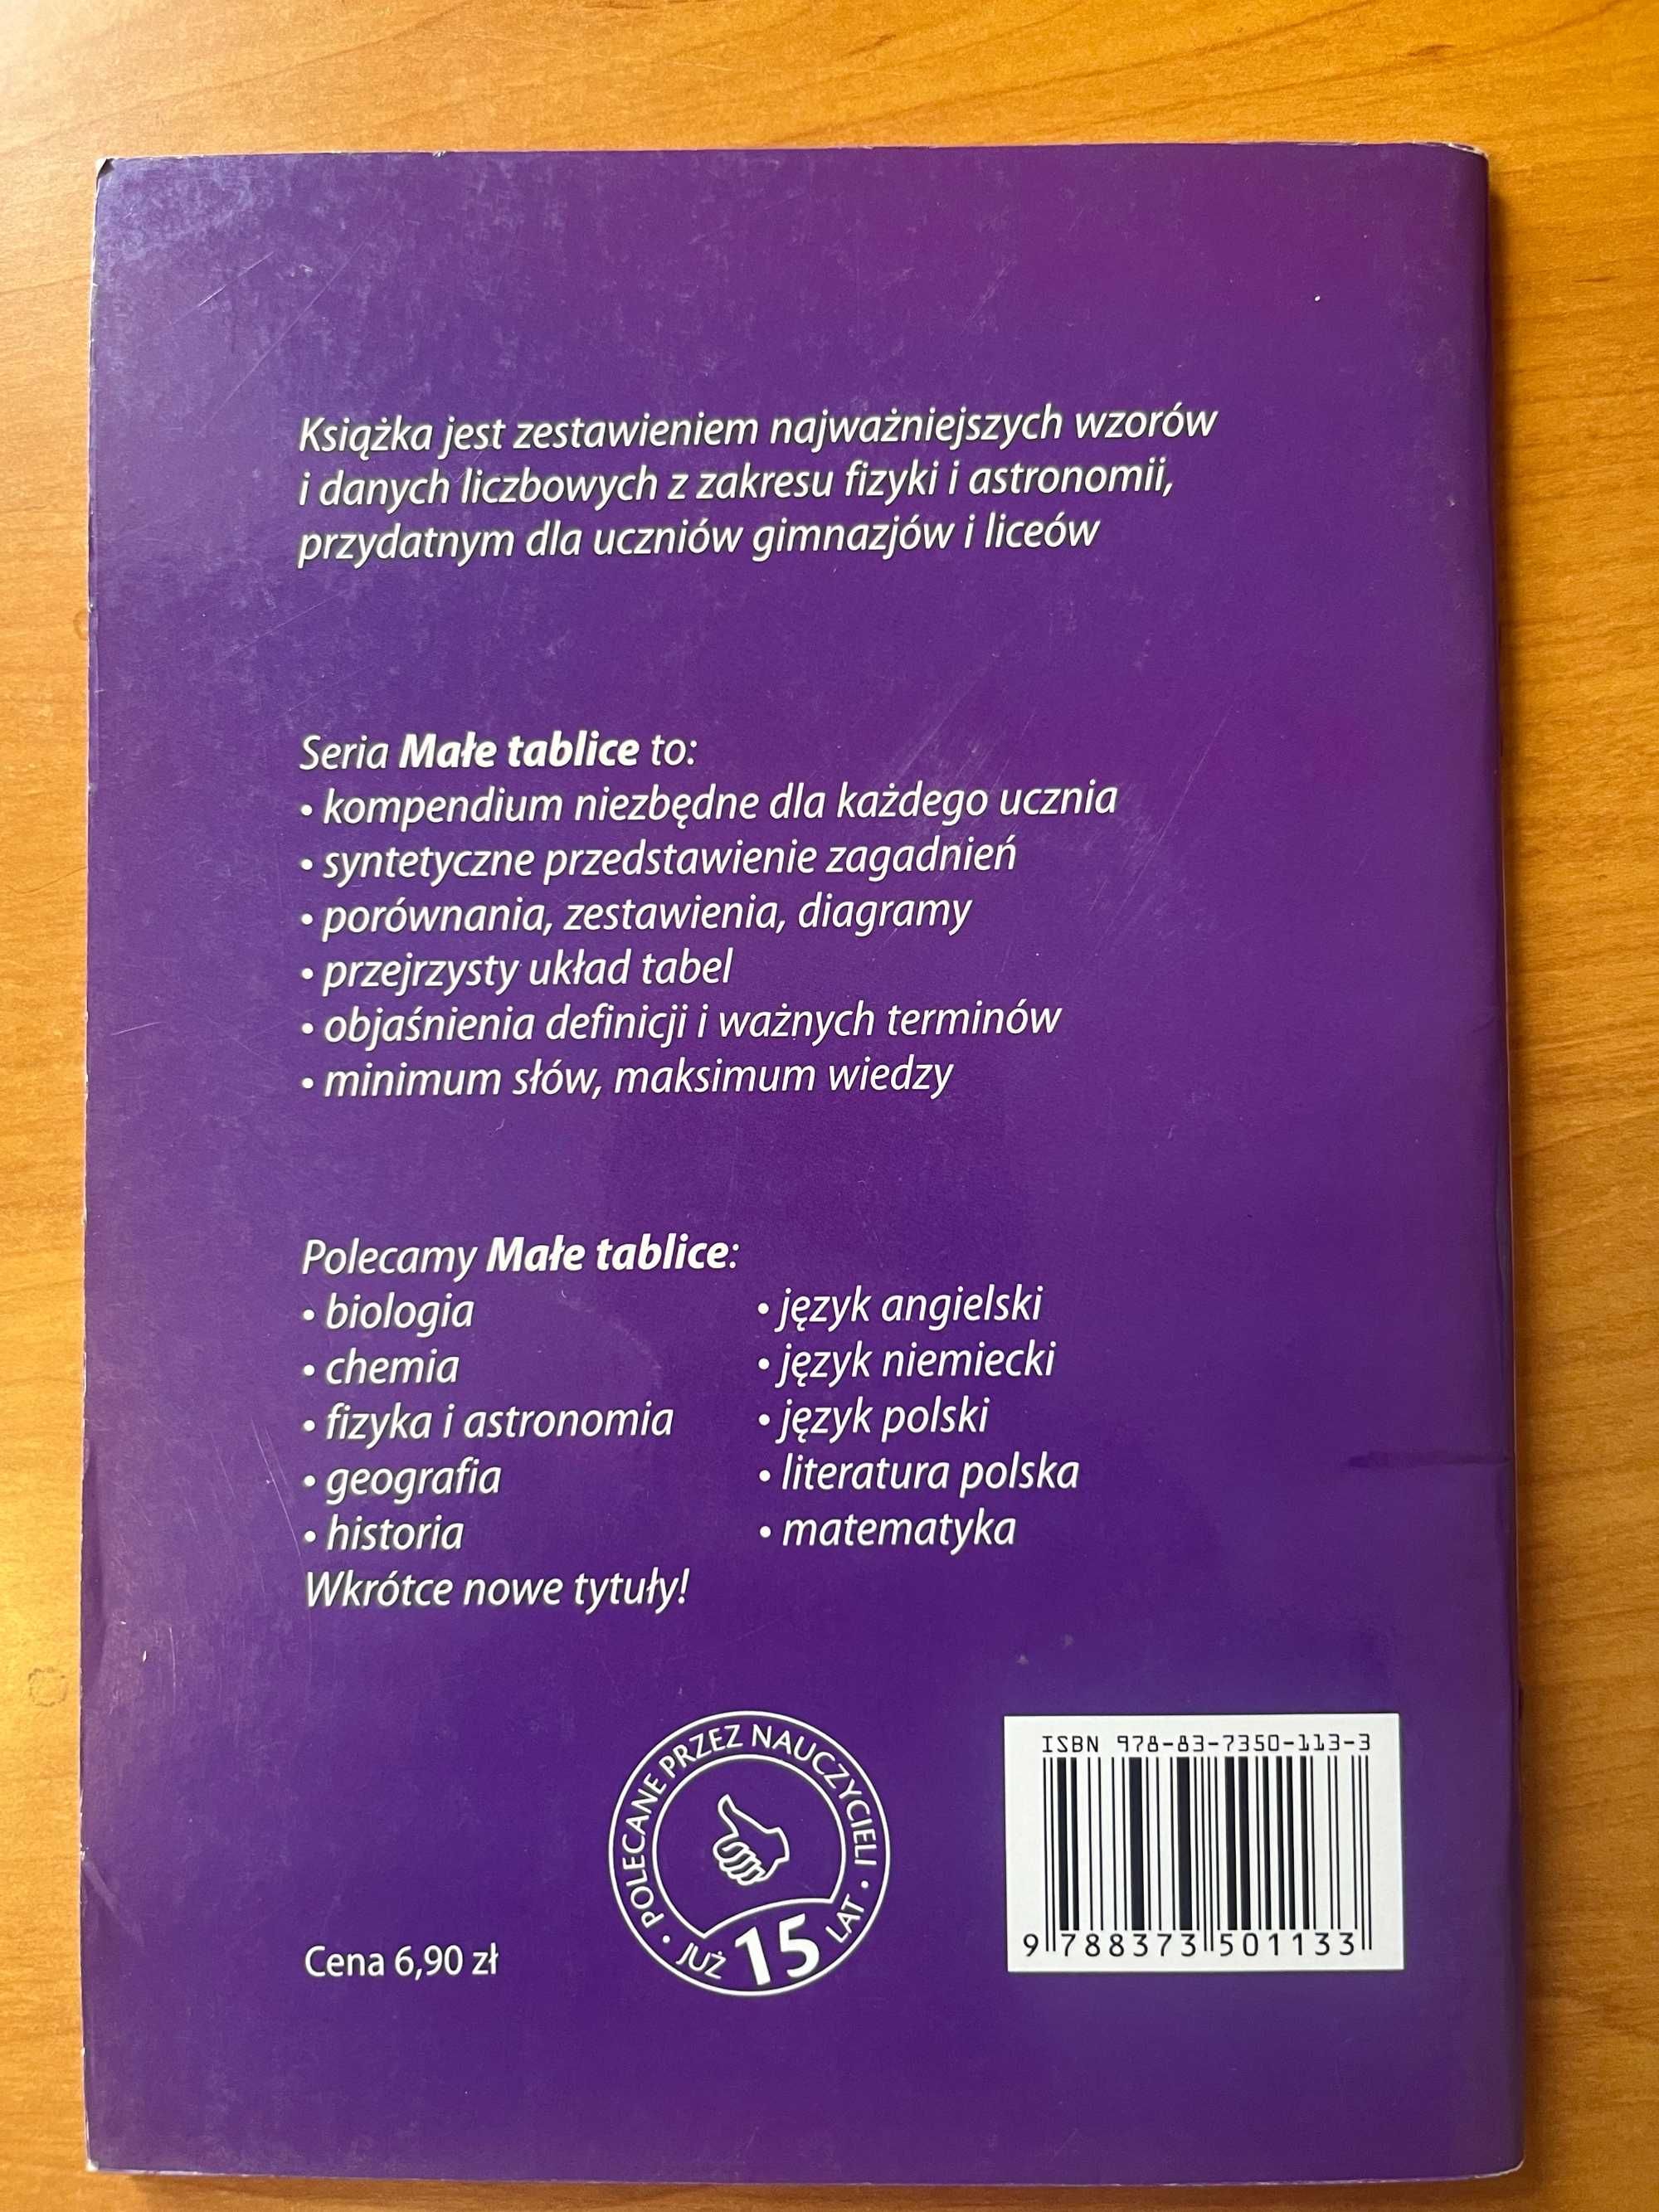 Książka jest zestawieniem najważniejszych wzorów
i danych liczbowych z zakresu fizyki i astronomii,
przydatnym dla uczniów gimnazjów i liceów
Seria Małe tablice to:
• kompendium niezbędne dla każdego ucznia
• syntetyczne przedstawienie zagadnień
• porównania, zestawienia, diagramy
• przejrzysty układ tabel
• objaśnienia definicji i ważnych terminów
• minimum słów, maksimum wiedzy
Polecamy Małe tablice:
• biologia
• chemia
• fizyka i astronomia
• geografia
• historia
• język angielski
• język niemiecki
• język polski
• literatura polska
• matematyka
Wkrótce nowe tytuły!
Cena 6,90 zł
• POLECANE PRZEZ NAUCZYCIELI •
JUŻ 15 LAT
ISBN 978-83-7350-113-3
9 788373 501133